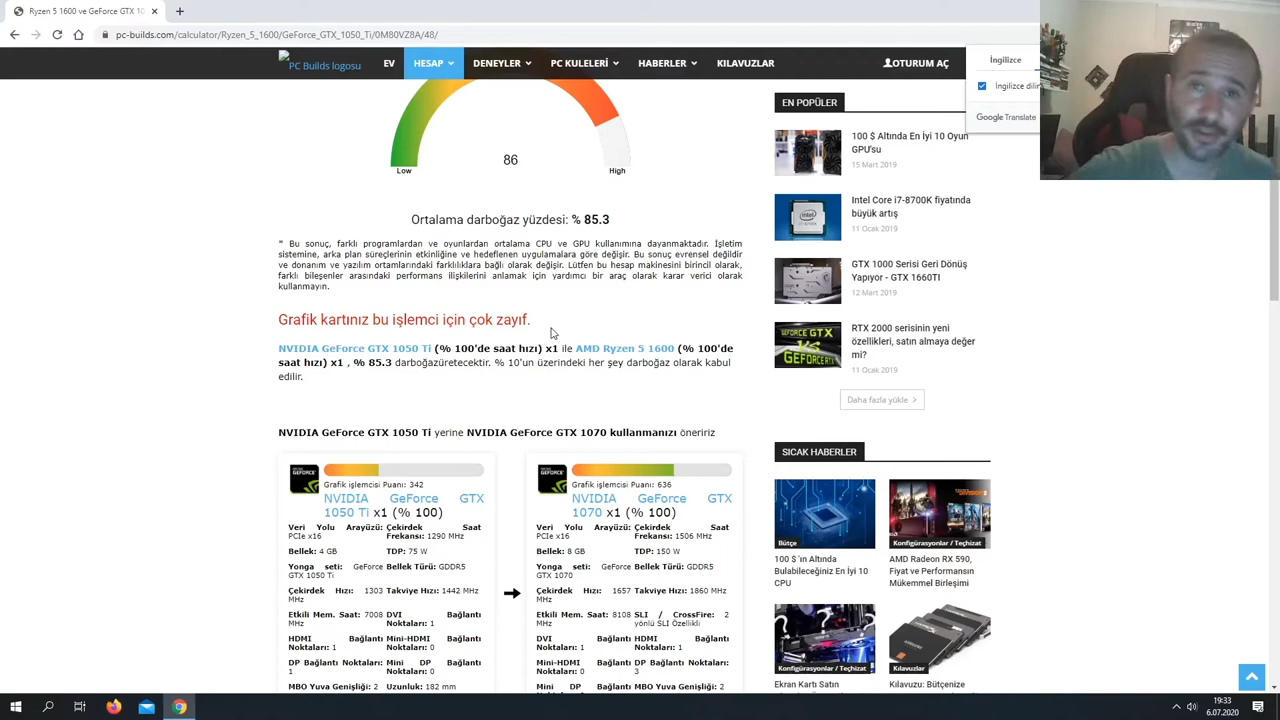 Ryzen 5 1600 ve GeForce GTX 10
pc-builds.com/calculator/Ryzen_5_1600/GeForce_GTX_1050_Ti/0M80VZ8A/48/
PC Builds logosu
EV
HESAP
DENEYLER
PC KULELERİ
HABERLER
KILAVUZLAR
OTURUM AÇ
İngilizce
İngilizce dilin
Google Translate
86
Low
High
Ortalama darboğaz yüzdesi: % 85.3
* Bu sonuç, farklı programlardan ve oyunlardan ortalama CPU ve GPU kullanımına dayanmaktadır. İşletim
sistemine, arka plan süreçlerinin etkinliğine ve hedeflenen uygulamalara göre değişir. Bu sonuç evrensel değildir
ve donanım ve yazılım ortamlarındaki farklılıklara bağlı olarak değişir. Lütfen bu hesap makinesini birincil olarak,
farklı bileşenler arasındaki performans ilişkilerini anlamak için yardımcı bir araç olarak karar verici olarak
kullanmayın.
Grafik kartınız bu işlemci için çok zayıf.
NVIDIA GeForce GTX 1050 Ti (% 100'de saat hızı) x1 ile AMD Ryzen 5 1600 (% 100'de
saat hızı) x1 , % 85.3 darboğazüretecektir. % 10'un üzerindeki her şey darboğaz olarak kabul
edilir.
NVIDIA GeForce GTX 1050 Ti yerine NVIDIA GeForce GTX 1070 kullanmanızı öneririz
Grafik işlemcisi Puanı: 342
NVIDIA GeForce GTX
1050 Ti x1 (% 100)
Veri Yolu Arayüzü: Çekirdek Saat
PCIe x16 Frekansı: 1290 MHz
Bellek: 4 GB TDP: 75 W
Yonga seti: GeForce Bellek Türü: GDDR5
GTX 1050 Ti
Çekirdek Hızı: 1303 Takviye Hızı: 1442 MHz
MHz
Etkili Mem. Saat: 7008 DVI Bağlantı
MHz Noktaları: 1
HDMI Bağlantı Mini-HDMI Bağlantı
Noktaları: 1 Noktaları: 0
DP Bağlantı Noktaları: Mini DP Bağlantı
1 Noktaları: 0
MBO Yuva Genişliği: 2 Uzunluk: 182 mm
Grafik işlemcisi Puanı: 636
NVIDIA GeForce GTX
1070 x1 (% 100)
Veri Yolu Arayüzü: Çekirdek Saat
PCIe x16 Frekansı: 1506 MHz
Bellek: 8 GB TDP: 150 W
Yonga seti: GeForce Bellek Türü: GDDR5
GTX 1070
Çekirdek Hızı: 1657 Takviye Hızı: 1860 MHz
MHz
Etkili Mem. Saat: 8108 SLI / CrossFire: 2
MHz yönlü SLI Özellikli
DVI Bağlantı HDMI Bağlantı
Noktaları: 1 Noktaları: 1
Mini-HDMI Bağlantı DP Bağlantı Noktaları:
Noktaları: 0 3
Mini DP Bağlantı MBO Yuva Genişliği: 2
EN POPÜLER
100 $ Altında En İyi 10 Oyun
GPU'su
15 Mart 2019
Intel Core i7-8700K fiyatında
büyük artış
11 Ocak 2019
GTX 1000 Serisi Geri Dönüş
Yapıyor - GTX 1660TI
12 Mart 2019
GEFORCE GTX
VS
GEFORCE RTX
RTX 2000 serisinin yeni
özellikleri, satın almaya değer
mi?
11 Ocak 2019
Daha fazla yükle
SICAK HABERLER
Bütçe
100 $ 'ın Altında
Bulabileceğiniz En İyi 10
CPU
Konfigürasyonlar / Teçhizat
AMD Radeon RX 590,
Fiyat ve Performansın
Mükemmel Birleşimi
Konfigürasyonlar / Teçhizat
Ekran Kartı Satın
Kılavuzlar
Kılavuzu: Bütçenize
19:33
6.07.2020